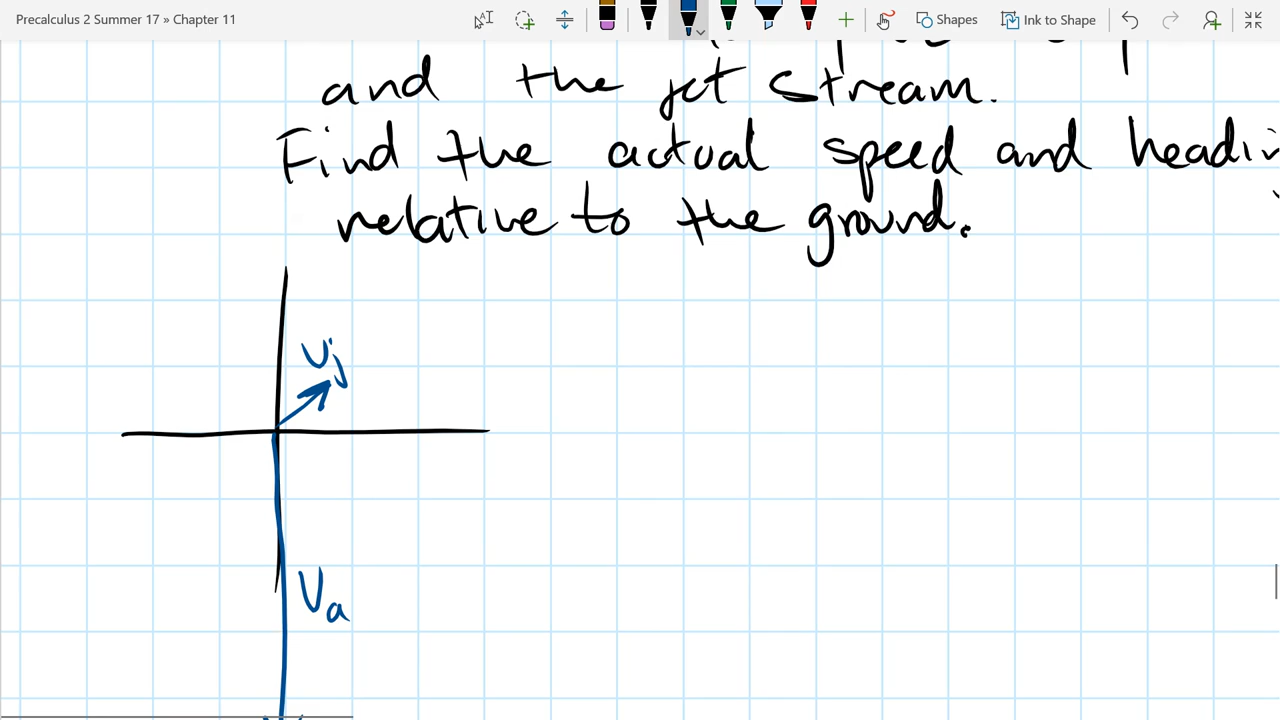 Precalculus 2 Summer 17 » Chapter 11
Shapes
Ink to Shape
and the jet stream.
Find the actual speed and headi
relative to the ground.
Vj
Va